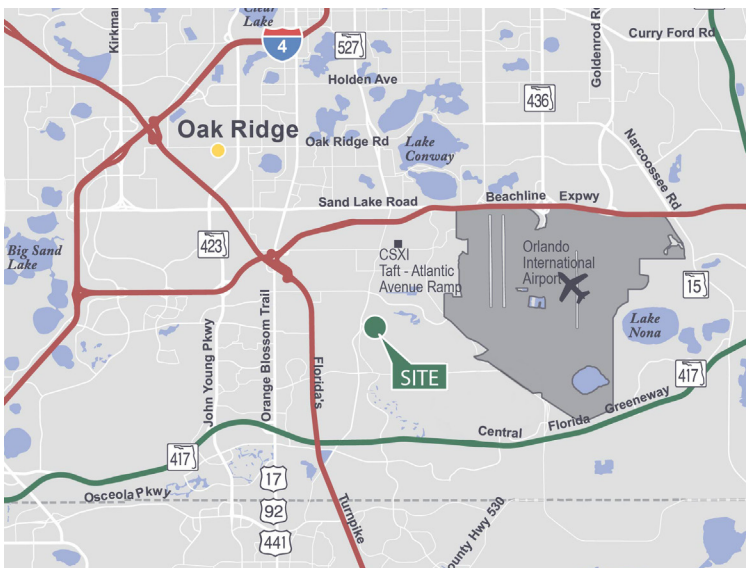 Kirkman
Clear
Lake
4
527
Goldenrod Rd
Curry Ford Rd
Holden Ave
436
Oak Ridge
Oak Ridge Rd
Lake
Conway
Narcoossee Rd
Sand Lake Road
Beachline Expwy
423
Big Sand
Lake
CSXI
Taft - Atlantic
Avenue Ramp
Orlando
International
Airport
15
Lake
Nona
John Young Pkwy
Orange Blossom Trail
Florida's
SITE
417
Central Florida Greeneway
417
Osceola Pkwy
17
92
441
Turnpike
ounty Hwy 530